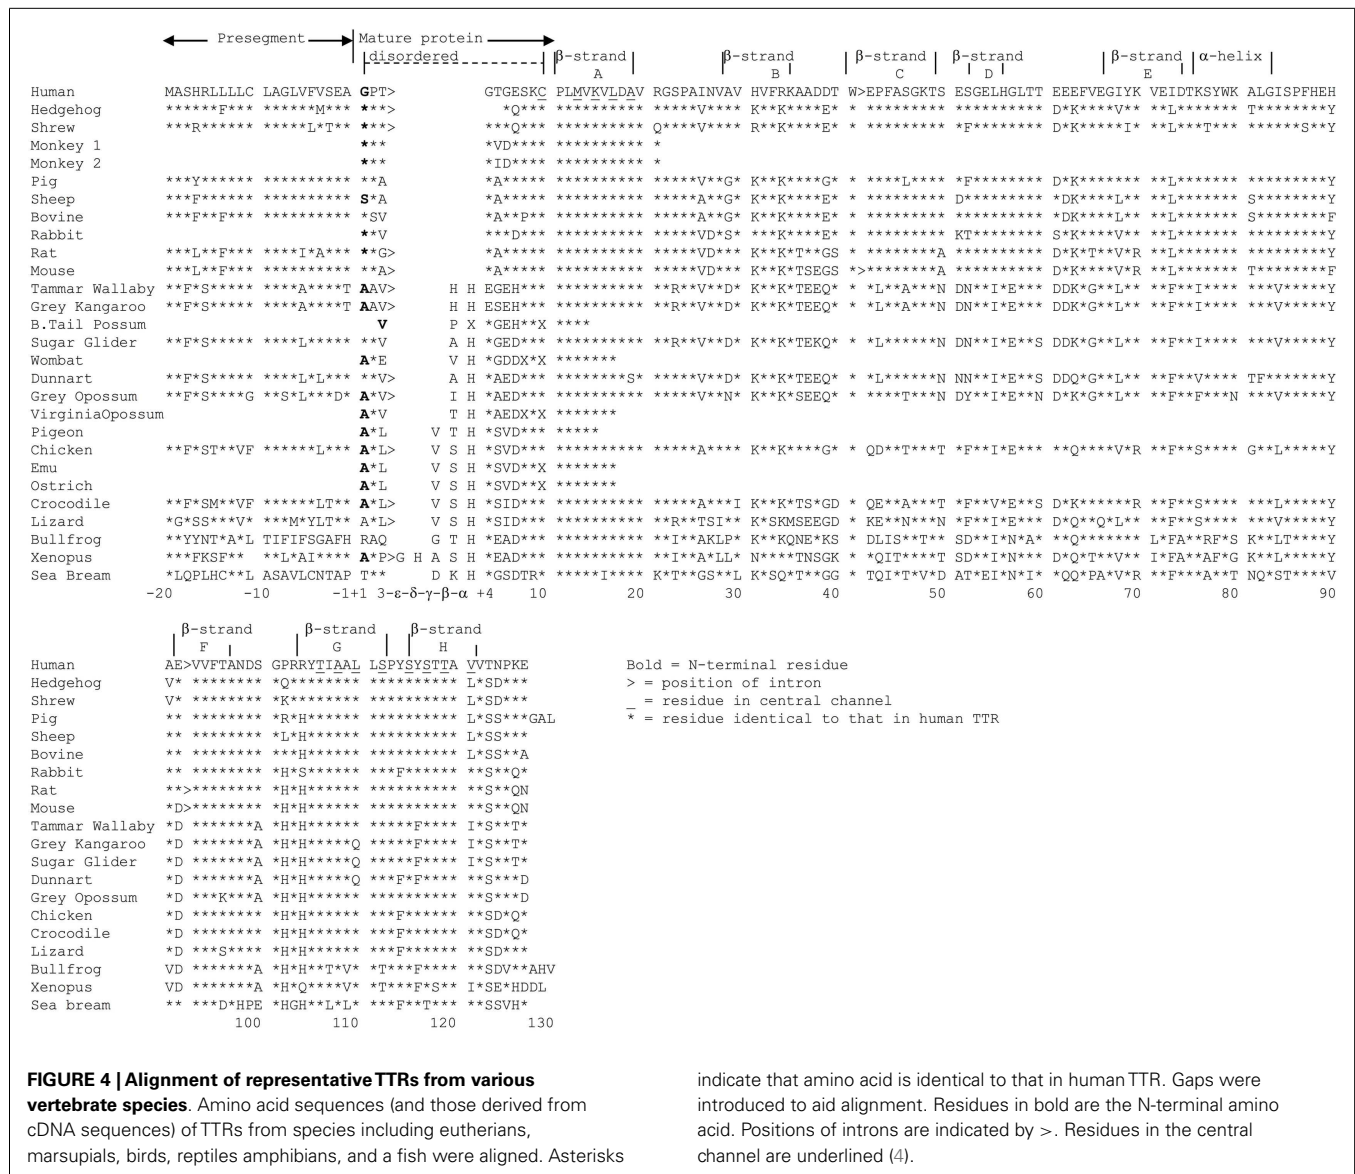 Presegment Mature protein
disordered β-strand β-strand β-strand β-strand β-strand α-helix
A B C D E
Human MASHRLLLLC LAGLVFVSEA GPT> GTGESKC PLMVKVLDAV RGSPAINVAV HVFRKAADDT W>EPFASGKTS ESGELHGLTT EEEFVEGIYK VEIDTKSYWK ALGISPFHEH
Hedgehog ******F*** *****M**** ***> **Q**** ********** *****V**** K**K***E** * ********* ********** D*K***V*** ***L****** T********Y
Shrew ***R****** *****L*T** ***> ***Q*** ********** Q****V**** R**K***E** * ********* *F******** D*K****I** ***L*T**** *****S***Y
Monkey 1 *** *VD**** ********** *
Monkey 2 *** *ID**** ********** *
Pig ***Y****** ********** **A *A***** ********** *****V**G* K**K****G* * ****L**** *F******** D*K******* ***L****** *********Y
Sheep ***F****** ********** S*A *A***** ********** *****A**G* K**K***E** * ********* D********* *DK***L*** ***L****** S********Y
Bovine ***F**F*** ********** *SV *A**P** ********** *****A**G* K**K***E** * ********* ********** *DK***L*** ***L****** S********F
Rabbit **V ***D*** ********** *****VD*S* K**K***E** * ********* KT******** S*K***V*** ***L****** *********Y
Rat ***L**F*** ****I*A*** **G> *A***** ********** *****VD*** K**K*T**GS * ********A ********** *K*T**V*R* ***L****** *********Y
Mouse ***L**F*** ********** **A> *A***** ********** *****VD*** K**K*TSEGS *>********* ********** *K****V*R* ***L****** T********F
Tammar Wallaby **F*S***** ****A****T AAV> H H EGEH*** ********** **R**V**D* K**K*TEEQ* * *L**A***N DN**I*E**S DDK*G**L** ***F**I*** *****V***Y
Grey Kangaroo **F*S***** ****A****T AAV> H H ESEH*** ********** **R**V**D* K**K*TEEQ* * *L**A***N DN**I*E**S DDK*G**L** ***F**I*** *****V***Y
B.Tail Possum V P X *GEH**X ****
Sugar Glider **F*S***** ****L***** **V A H *GED*** ********** **R**V**D* K**K*TEKQ* * *L*****N DN**I*E**S DDK*G**L** ***F**I*** *****V***Y
Wombat A*E V H *GDDX*X *******
Dunnart **F*S***** ****L*L*** **V> A H *AED*** ********S* *****V**D* K**K*TEEQ* * *L*****N NN**I*E**S DDQ*G**L** ***F**V*** TF*******Y
Grey Opossum **F*S****G **S*L***D* A*V> I H *AED*** ********** *****V**N* K**K*SEEQ* * ****T***N DY**I*E**N D*K*G**L** ***F****F* **N**V***Y
VirginiaOpossum A*V T H *AEDX*X *******
Pigeon A*L V T H *SVD*** *****
Chicken **F*ST**VF ******L*** A*L> V S H *SVD*** ********** *****A**** K**K****G* * QD**T***T *F**I*E**Q **K****V*R ***F**S*** G**L*****Y
Emu A*L V S H *SVD**X *******
Ostrich A*L V S H *SVD**X *******
Crocodile **F*SM**VF ******LT** A*L> V S H *SID*** ********** *****A***I K**K*TS*GD * QE**A***T *F**V*E**S D*K******R ***F**S*** ****L****Y
Lizard *G*SS***V* ***M*YLT** A*L> V S H *SID*** ********** **R**TSI** K*SKMSEEGD * KE**N***N *F**I*E**D *Q**Q*L*** ***F**S*** *****V***Y
Bullfrog **YYNT*A*L TIFIFSGAFH RAQ G T H *EAD*** ********** **I**AKLP* K**KQNE*KS * DLIS**T** *SD**I*N*A **Q******* L*FA**RF*S K**LT****Y
Xenopus ***FKSF*** **L*AI**** A*P>G H A S H *EAD*** ********** **I**A*LL* N****TNSGK * *QIT****T *SD**I*N** **D*T*K*** ***FA**AF*G K**L*****Y
Sea Bream *LQPLHC**L ASAVLCNTAP T** D K H *GSDTR* *****I**** K*T**GS**L K*SQ*T**GG * TQI*T*V*D AT*EI*N*I* *QQ*PA*V*R ***F**A**T NQ*ST****V
-20 -10 -1+1 3-ε-δ-γ-β-α +4 10 20 30 40 50 60 70 80 90
β-strand β-strand β-strand
F G H
Human AE>VVFTANDS GPRRYTIAAL LSPYSYSTTA VVTNPKE
Hedgehog V* ******** *Q******** ********** L*SD***
Shrew V* ******** *K******** ********** L*SD***
Pig ** ******** *R*H****** ********** L*SS***GAL
Sheep ** ******** *L*H****** ********** L*SS***
Bovine ** ******** ***H****** ********** L*SS**A
Rabbit ** ******** *H*S****** ***F****** **S**Q*
Rat **>******** *H*H****** ********** **S**QN
Mouse *D>******** *H*H****** ********** **S**QN
Tammar Wallaby *D *******A *H*H****** *****F**** I*S**T*
Grey Kangaroo *D *******A *H*H*****Q *****F**** I*S**T*
Sugar Glider *D *******A *H*H*****Q *****F**** I*S**T*
Dunnart *D *******A *H*H*****Q ***F*F**** **S***D
Grey Opossum *D ***K***A *H*H****** ********** **S***D
Chicken *D ******** *H*H****** ***F****** **SD*Q*
Crocodile *D ******** *H*H****** ***F****** **SD*Q*
Lizard *D ***S**** *H*H****** ***F****** **SD***
Bullfrog VD *******A *H*H**T*V* *T***F**** **SDV**AHV
Xenopus VD *******A *H*Q****V* *T***F*S** I*SE*HDDL
Sea bream ** ***D*HPE *HGH**L*L* ***F**T*** **SSVH*
100 110 120 130
Bold = N-terminal residue
> = position of intron
_ = residue in central channel
* = residue identical to that in human TTR
FIGURE 4 | Alignment of representative TTRs from various
vertebrate species. Amino acid sequences (and those derived from
cDNA sequences) of TTRs from species including eutherians,
marsupials, birds, reptiles amphibians, and a fish were aligned. Asterisks
indicate that amino acid is identical to that in human TTR. Gaps were
introduced to aid alignment. Residues in bold are the N-terminal amino
acid. Positions of introns are indicated by >. Residues in the central
channel are underlined (4).